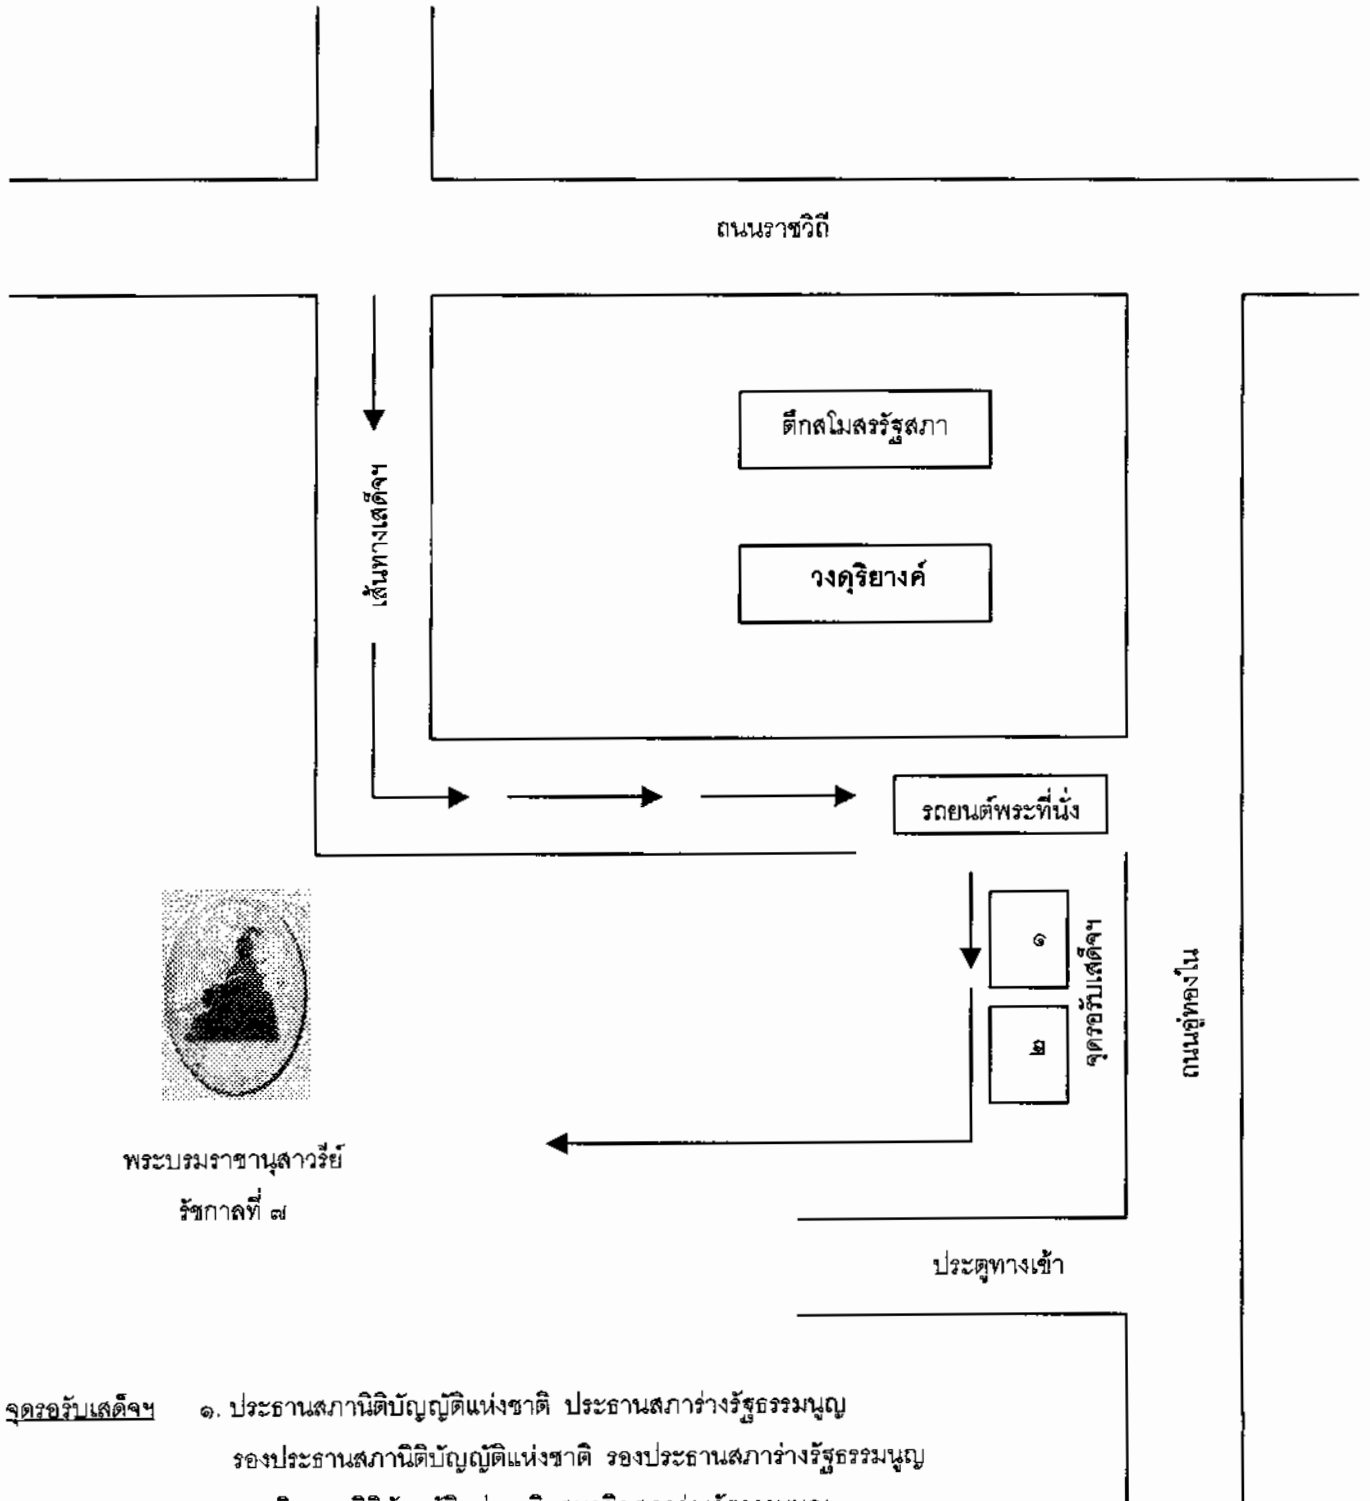 ถนนราชวิถี
ตึกสโมสรรัฐสภา
เส้นทางเสด็จฯ
วงดุริยางค์
รถยนต์พระที่นั่ง
๑
จุดรอรับเสด็จฯ
๒
ถนนอู่ทองใน
พระบรมราชานุสาวรีย์
รัชกาลที่ ๗
ประตูทางเข้า
จุดรอรับเสด็จฯ ๑. ประธานสภานิติบัญญัติแห่งชาติ ประธานสภาร่างรัฐธรรมนูญ
รองประธานสภานิติบัญญัติแห่งชาติ รองประธานสภาร่างรัฐธรรมนูญ